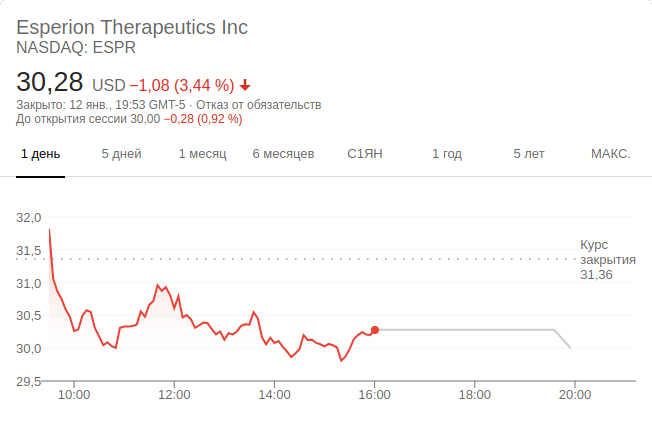 Esperion Therapeutics Inc
NASDAQ: ESPR
30,28 USD −1,08 (3,44 %)
Закрыто: 12 янв., 19:53 GMT-5 · Отказ от обязательств
До открытия сессии 30,00 −0,28 (0,92 %)
1 день 5 дней 1 месяц 6 месяцев С1ЯН 1 год 5 лет МАКС.
32,0
31,5
31,0
30,5
30,0
29,5
Курс
закрытия
31,36
10:00 12:00 14:00 16:00 18:00 20:00